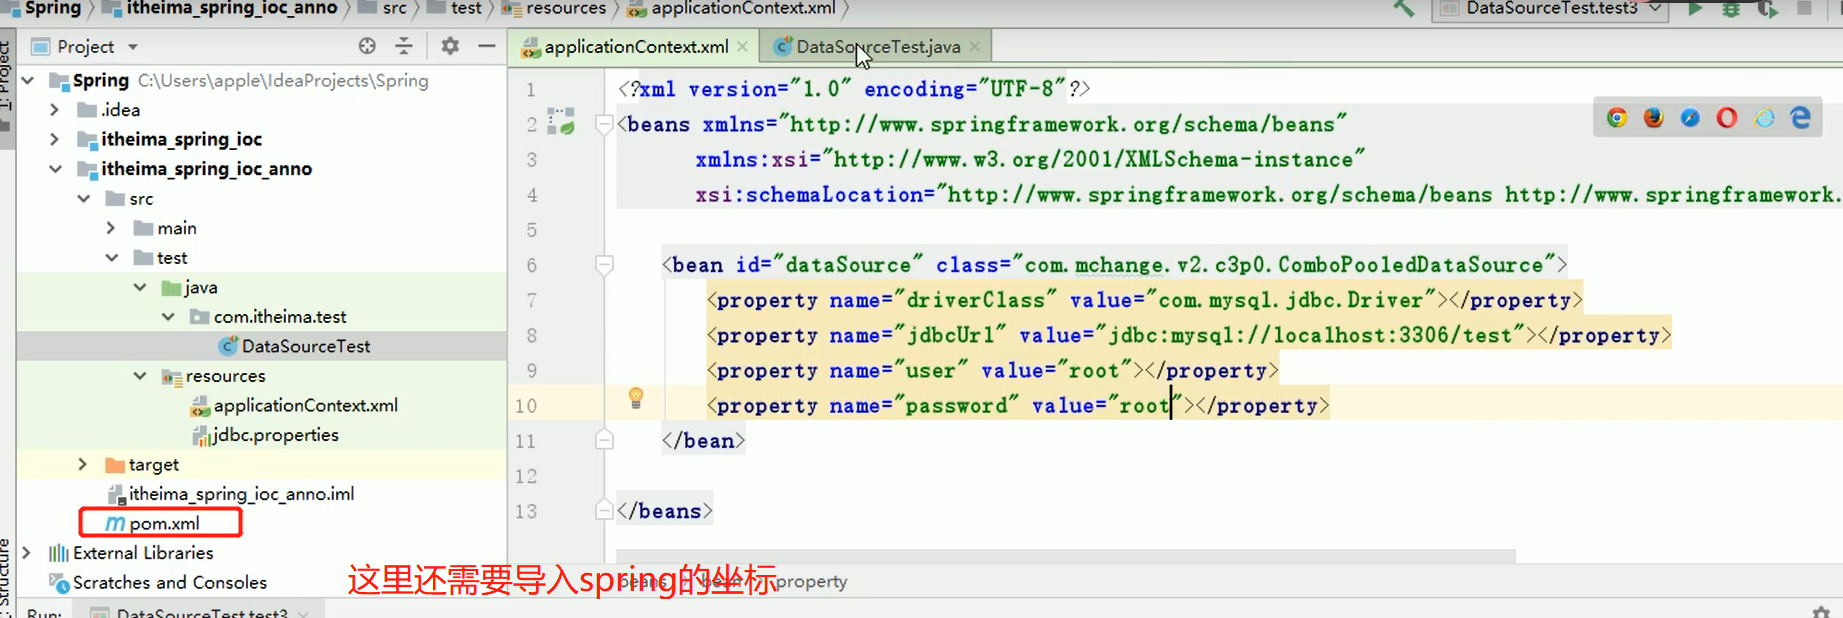 Spring itheima_spring_ioc_anno src test resources applicationContext.xml
DataSourceTest.test3
1: Project
Project
applicationContext.xml
DataSourceTest.java
Spring C:\Users\apple\IdeaProjects\Spring
.idea
itheima_spring_ioc
itheima_spring_ioc_anno
src
main
test
java
com.itheima.test
DataSourceTest
resources
applicationContext.xml
jdbc.properties
target
itheima_spring_ioc_anno.iml
pom.xml
External Libraries
Scratches and Consoles
1 <?xml version="1.0" encoding="UTF-8"?>
2 <beans xmlns="http://www.springframework.org/schema/beans"
3 xmlns:xsi="http://www.w3.org/2001/XMLSchema-instance"
4 xsi:schemaLocation="http://www.springframework.org/schema/beans http://www.springframework.
5
6 <bean id="dataSource" class="com.mchange.v2.c3p0.ComboPooledDataSource">
7 <property name="driverClass" value="com.mysql.jdbc.Driver"></property>
8 <property name="jdbcUrl" value="jdbc:mysql://localhost:3306/test"></property>
9 <property name="user" value="root"></property>
10 <property name="password" value="root"></property>
11 </bean>
12
13 </beans>
这里还需要导入spring的坐标
beans bean property
Structure
Run: DataSourceTest.test3